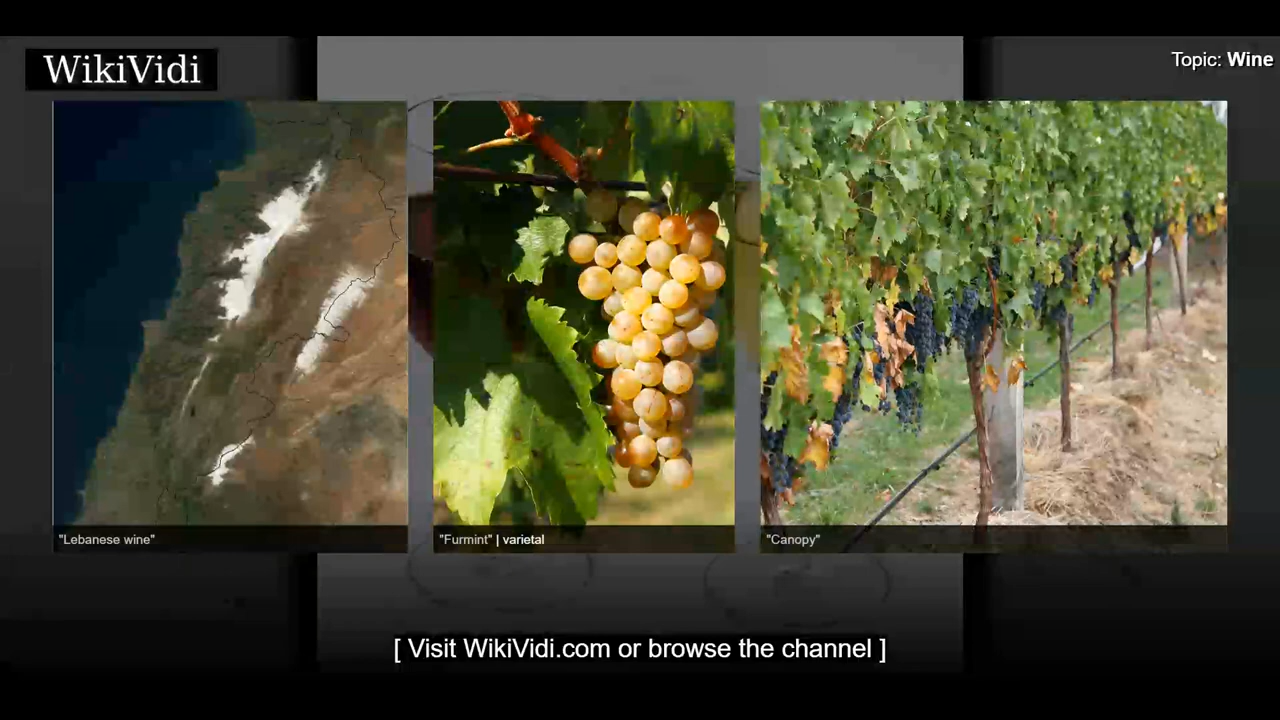 WikiVidi
Topic: Wine
"Lebanese wine"
"Furmint" | varietal
"Canopy"
[ Visit WikiVidi.com or browse the channel ]